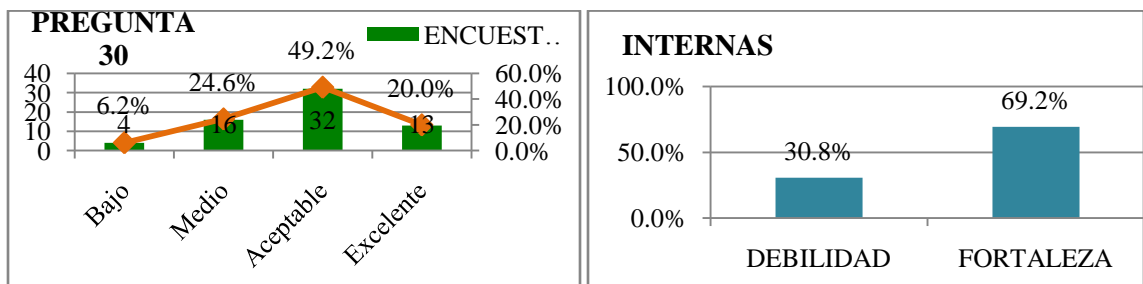 PREGUNTA
30
ENCUEST..
49.2%
24.6%
20.0%
6.2%
40
30
20
10
0
4
16
32
13
60.0%
40.0%
20.0%
0.0%
Bajo
Medio
Aceptable
Excelente
INTERNAS
100.0%
50.0%
0.0%
30.8%
69.2%
DEBILIDAD
FORTALEZA